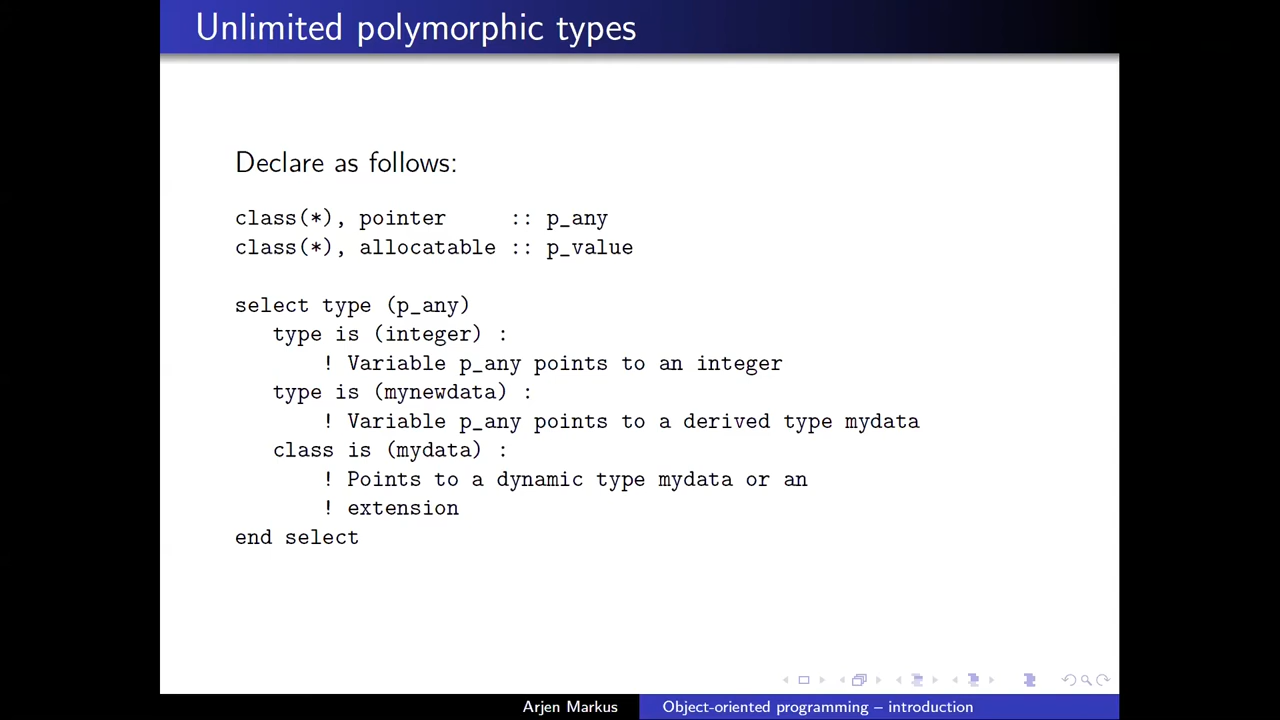 Unlimited polymorphic types
Declare as follows:
class(*), pointer     :: p_any
class(*), allocatable :: p_value
select type (p_any)
   type is (integer) :
       ! Variable p_any points to an integer
   type is (mynewdata) :
       ! Variable p_any points to a derived type mydata
   class is (mydata) :
       ! Points to a dynamic type mydata or an
       ! extension
end select
Arjen Markus
Object-oriented programming – introduction